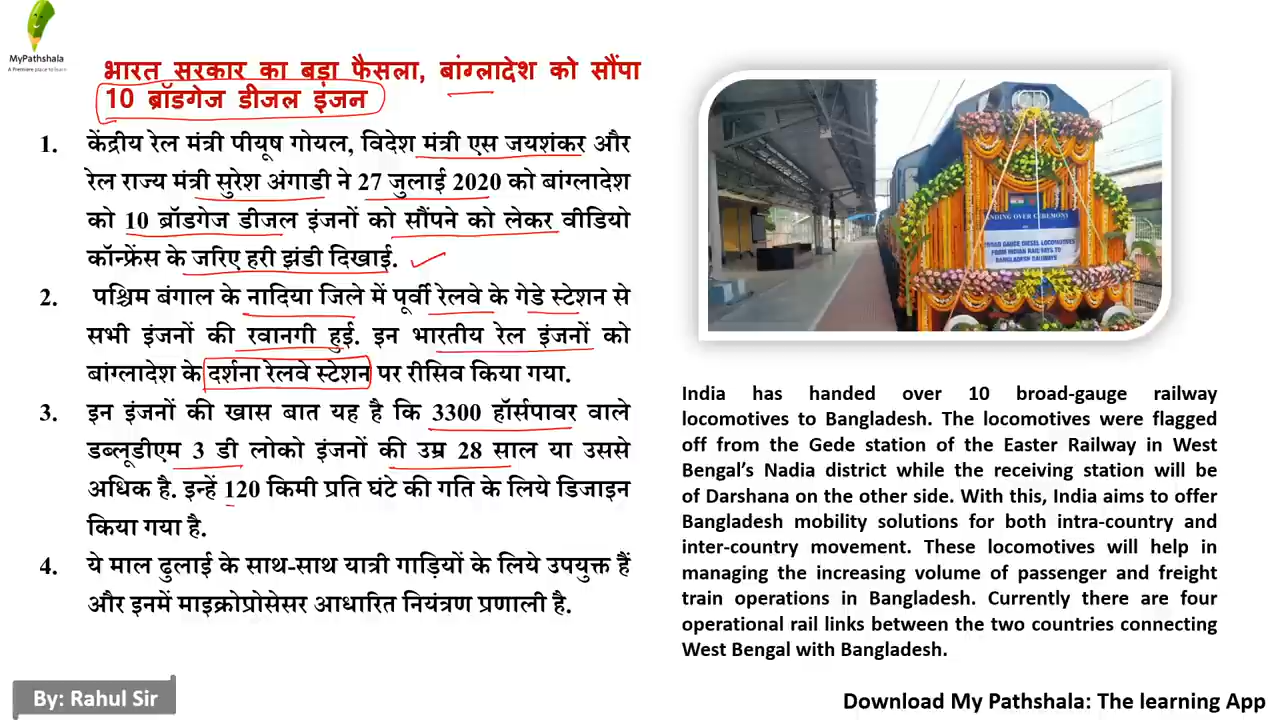 MyPathshala
A Premiere place to learn
भारत सरकार का बड़ा फैसला, बांग्लादेश को सौंपा
10 ब्रॉडगेज डीजल इंजन
1. केंद्रीय रेल मंत्री पीयूष गोयल, विदेश मंत्री एस जयशंकर और
रेल राज्य मंत्री सुरेश अंगाडी ने 27 जुलाई 2020 को बांग्लादेश
को 10 ब्रॉडगेज डीजल इंजनों को सौंपने को लेकर वीडियो
कॉन्फ्रेंस के जरिए हरी झंडी दिखाई.
2. पश्चिम बंगाल के नादिया जिले में पूर्वी रेलवे के गेडे स्टेशन से
सभी इंजनों की रवानगी हुई. इन भारतीय रेल इंजनों को
बांग्लादेश के दर्शना रेलवे स्टेशन पर रीसिव किया गया.
3. इन इंजनों की खास बात यह है कि 3300 हॉर्सपावर वाले
डब्लूडीएम 3 डी लोको इंजनों की उम्र 28 साल या उससे
अधिक है. इन्हें 120 किमी प्रति घंटे की गति के लिये डिजाइन
किया गया है.
4. ये माल ढुलाई के साथ-साथ यात्री गाड़ियों के लिये उपयुक्त हैं
और इनमें माइक्रोप्रोसेसर आधारित नियंत्रण प्रणाली है.
HANDING OVER CEREMONY
BROAD GAUGE DIESEL LOCOMOTIVES
FROM INDIAN RAILWAYS TO
BANGLADESH RAILWAYS
India has handed over 10 broad-gauge railway
locomotives to Bangladesh. The locomotives were flagged
off from the Gede station of the Easter Railway in West
Bengal's Nadia district while the receiving station will be
of Darshana on the other side. With this, India aims to offer
Bangladesh mobility solutions for both intra-country and
inter-country movement. These locomotives will help in
managing the increasing volume of passenger and freight
train operations in Bangladesh. Currently there are four
operational rail links between the two countries connecting
West Bengal with Bangladesh.
By: Rahul Sir
Download My Pathshala: The learning App